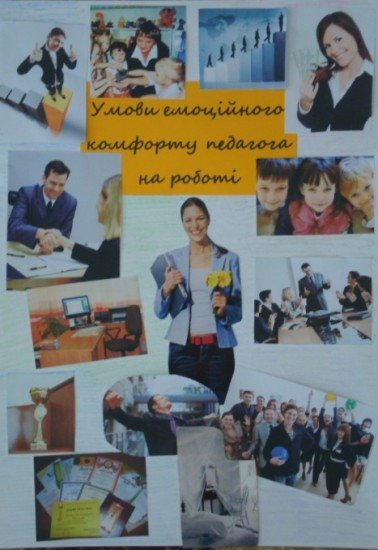 Умови емоційного
комфорту педагога
на роботі